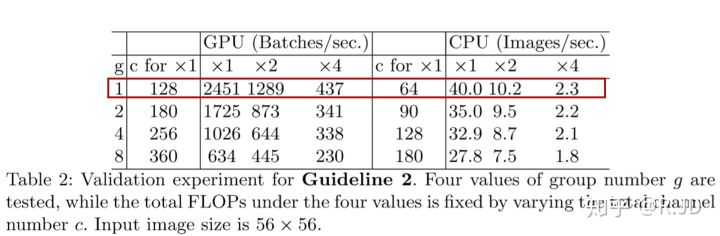 GPU (Batches/sec.) CPU (Images/sec.)
g c for ×1 ×1 ×2 ×4 c for ×1 ×1 ×2 ×4
1 128 2451 1289 437 64 40.0 10.2 2.3
2 180 1725 873 341 90 35.0 9.5 2.2
4 256 1026 644 338 128 32.9 8.7 2.1
8 360 634 445 230 180 27.8 7.5 1.8
Table 2: Validation experiment for Guideline 2. Four values of group number g are
tested, while the total FLOPs under the four values is fixed by varying the total channel
number c. Input image size is 56 × 56.
知乎 @R.JD